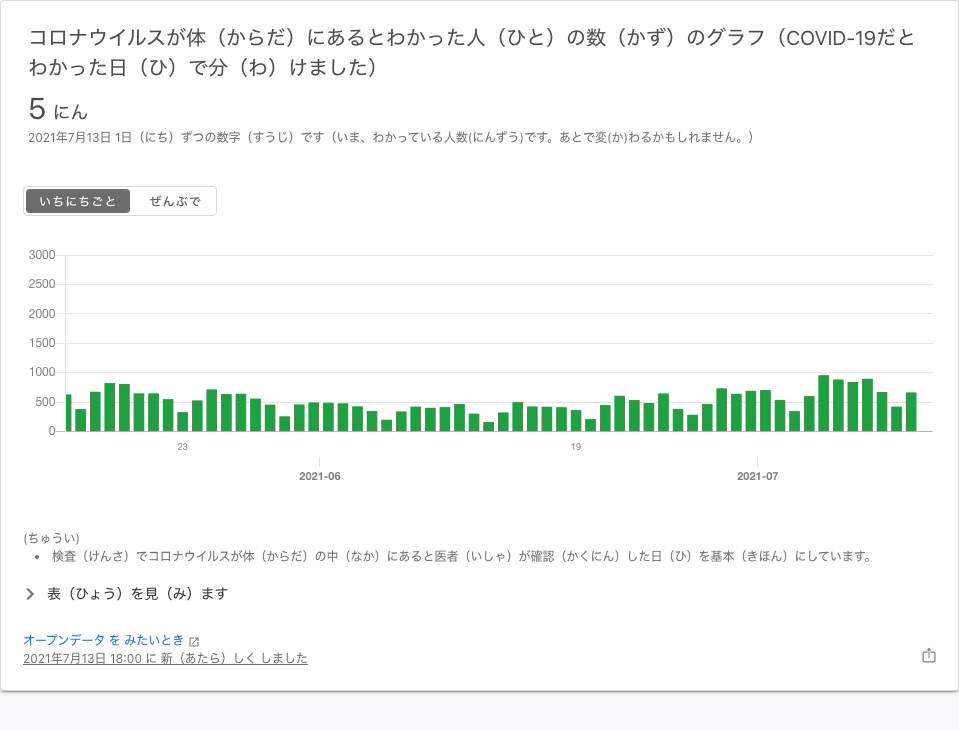 コロナウイルスが体（からだ）にあるとわかった人（ひと）の数（かず）のグラフ（COVID-19だと
わかった日（ひ）で分（わ）けました）
5 にん
2021年7月13日 1日（にち）ずつの数字（すうじ）です（いま、わかっている人数(にんずう)です。あとで変(か)わるかもしれません。）
いちにちごと ぜんぶで
3000
2500
2000
1500
1000
500
0
23 19
2021-06 2021-07
(ちゅうい)
• 検査（けんさ）でコロナウイルスが体（からだ）の中（なか）にあると医者（いしゃ）が確認（かくにん）した日（ひ）を基本（きほん）にしています。
表（ひょう）を見（み）ます
オープンデータ を みたいとき
2021年7月13日 18:00 に 新（あたら）しく しました